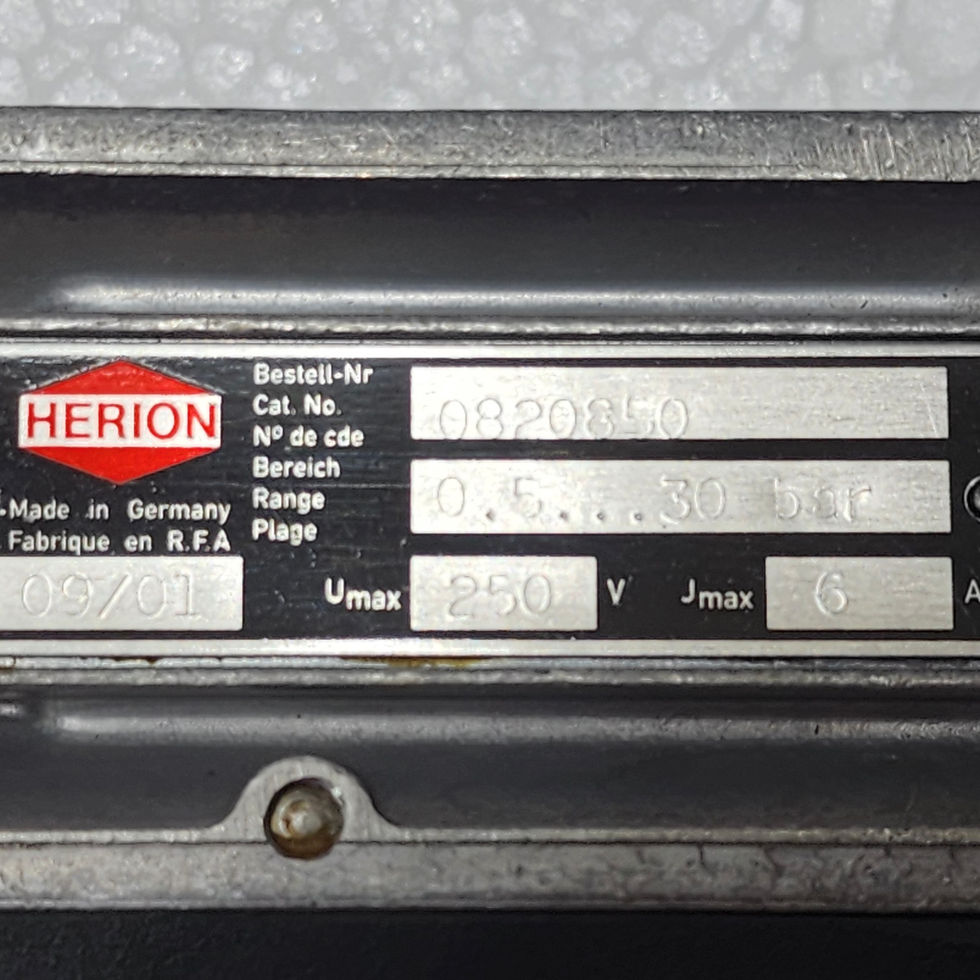 HERION
Bestell-Nr
Cat. No.
Nº de cde
0820850
Bereich
Range
Plage
0.5...30 bar
Made in Germany
Fabrique en R.F.A
09/01
Umax 250 V
Jmax 6 A